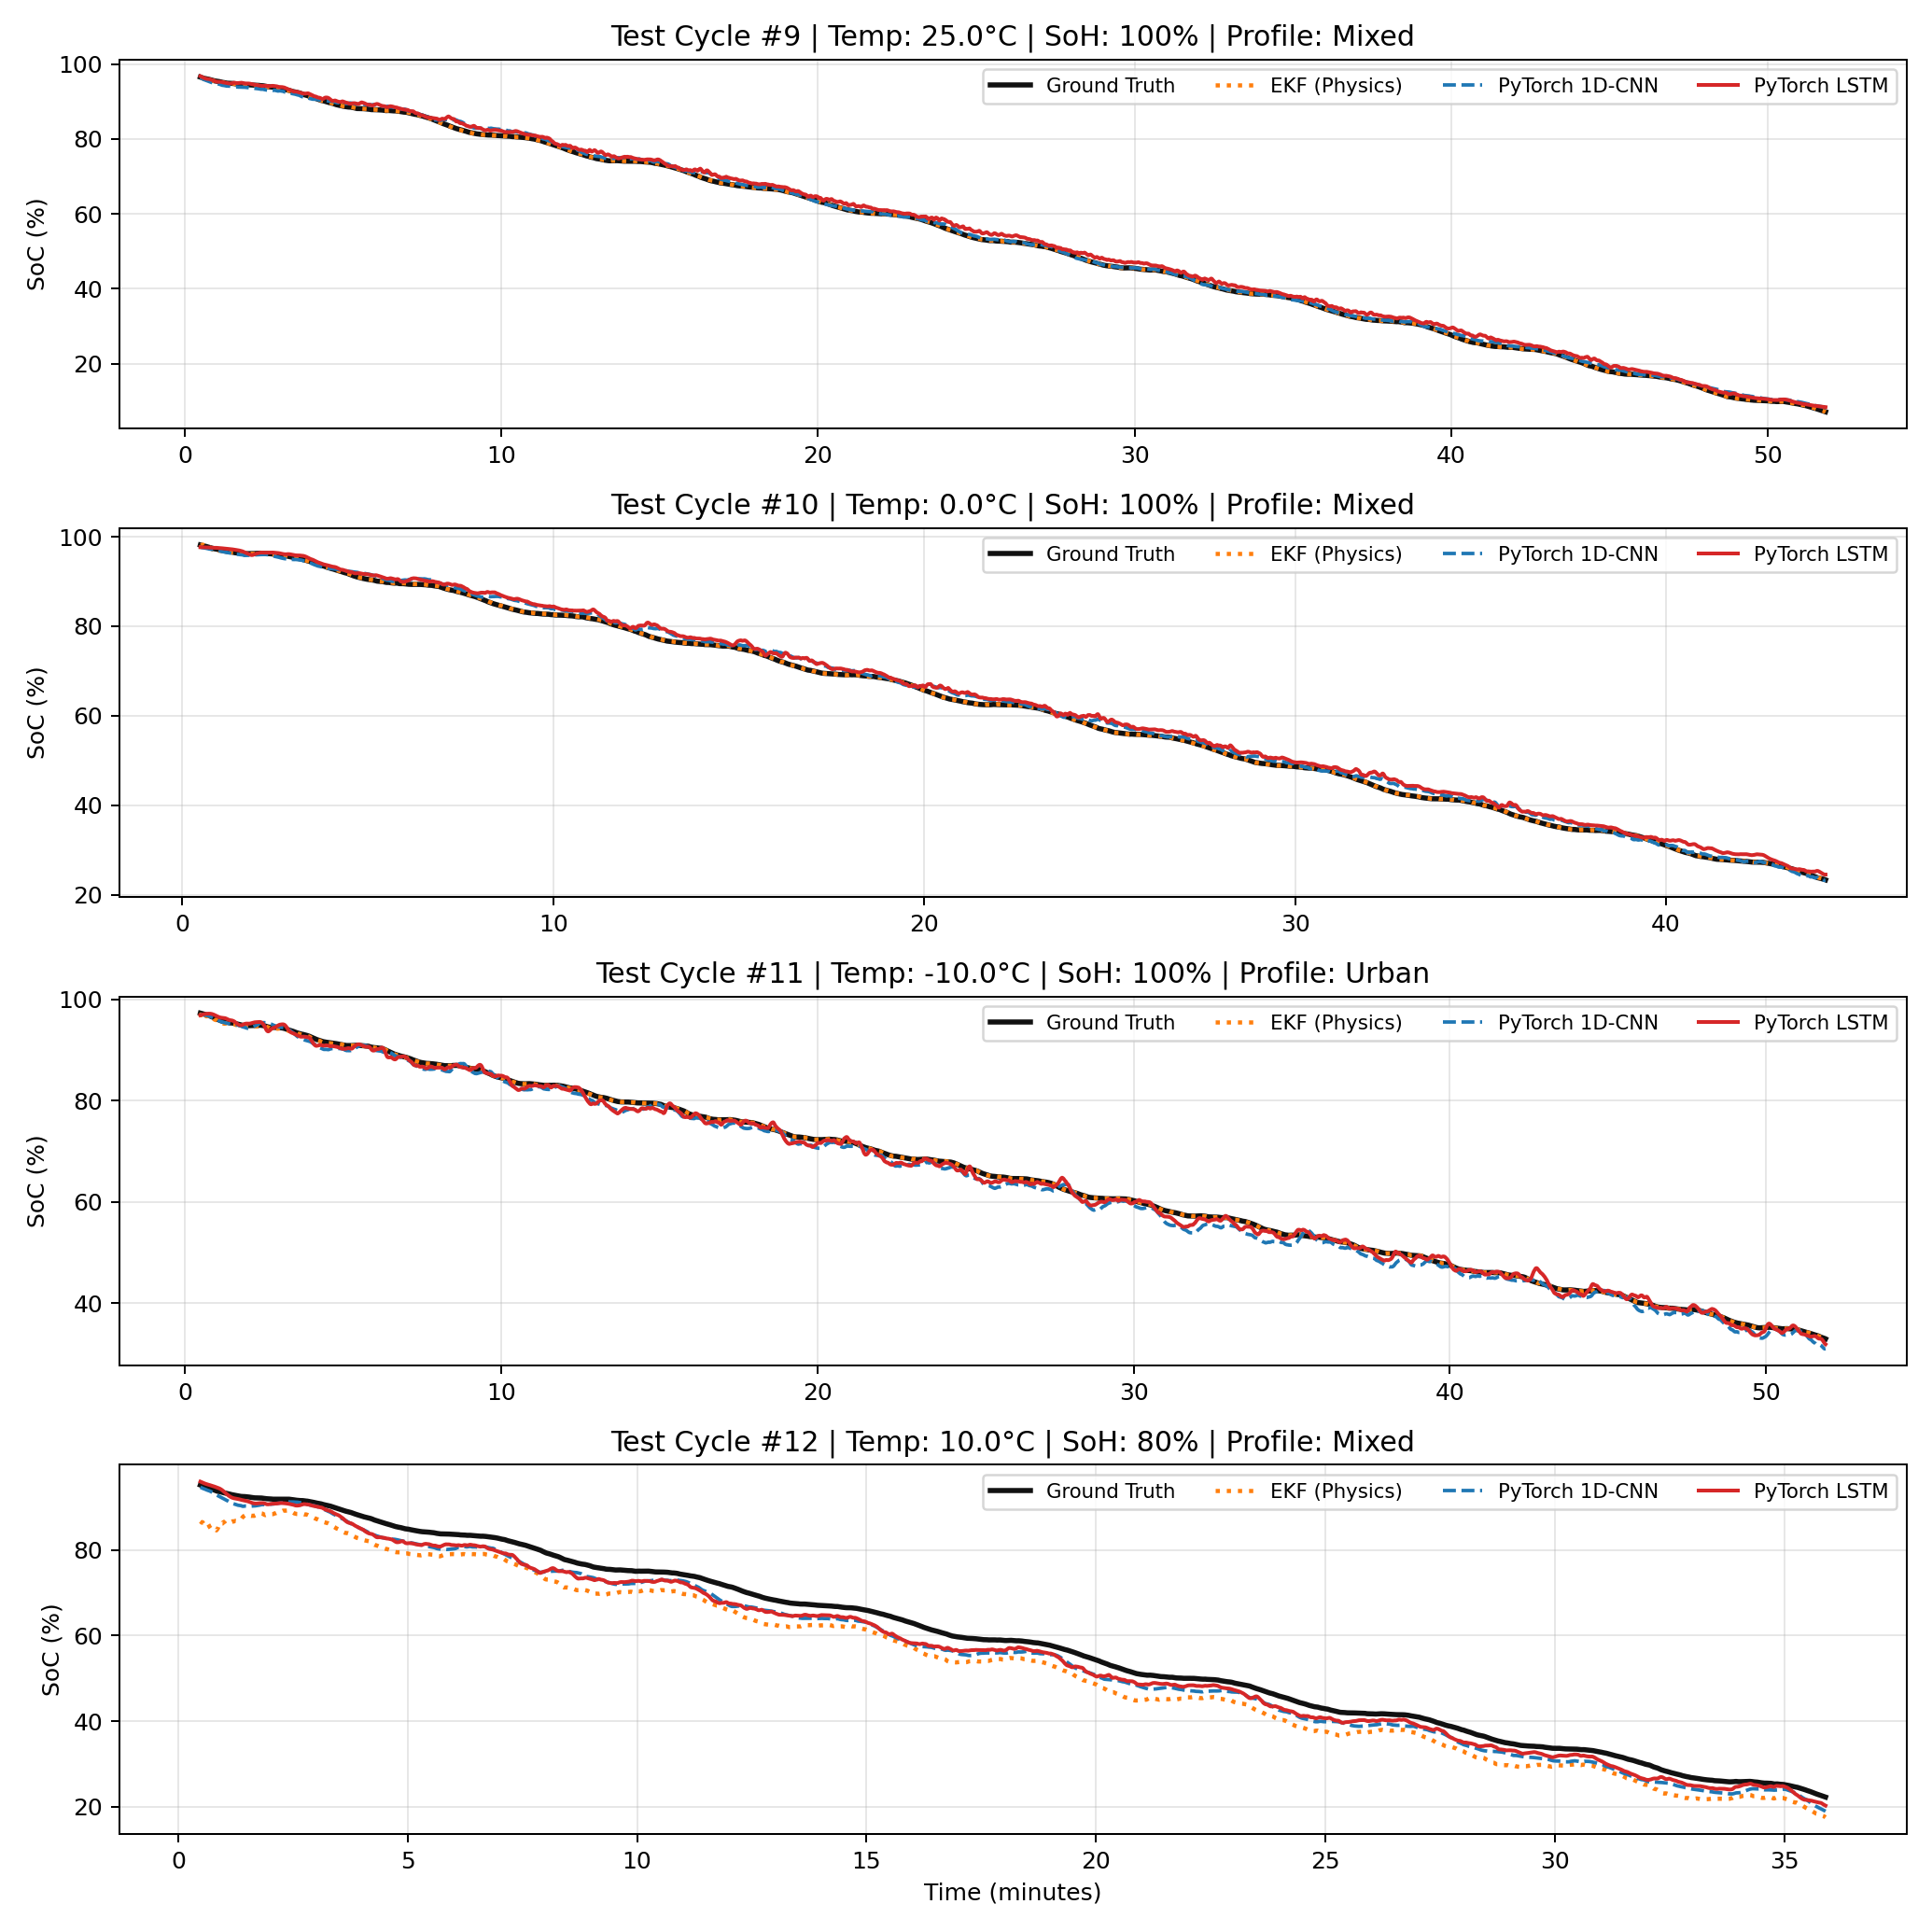 Test Cycle #9 | Temp: 25.0°C | SoH: 100% | Profile: Mixed
Ground Truth EKF (Physics) PyTorch 1D-CNN PyTorch LSTM
SoC (%)
100
80
60
40
20
0 10 20 30 40 50
Test Cycle #10 | Temp: 0.0°C | SoH: 100% | Profile: Mixed
Ground Truth EKF (Physics) PyTorch 1D-CNN PyTorch LSTM
SoC (%)
100
80
60
40
20
0 10 20 30 40
Test Cycle #11 | Temp: -10.0°C | SoH: 100% | Profile: Urban
Ground Truth EKF (Physics) PyTorch 1D-CNN PyTorch LSTM
SoC (%)
100
80
60
40
0 10 20 30 40 50
Test Cycle #12 | Temp: 10.0°C | SoH: 80% | Profile: Mixed
Ground Truth EKF (Physics) PyTorch 1D-CNN PyTorch LSTM
SoC (%)
80
60
40
20
0 5 10 15 20 25 30 35
Time (minutes)